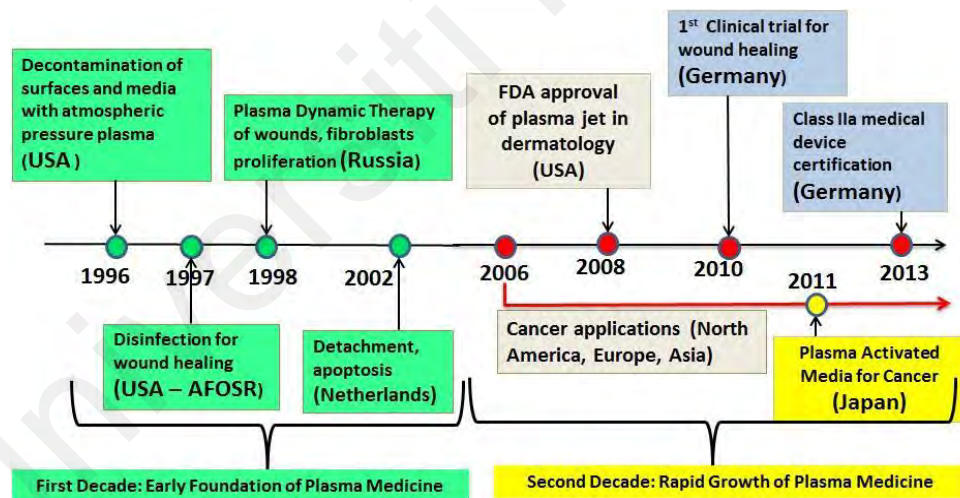 Decontamination of
surfaces and media
with atmospheric
pressure plasma
(USA )
Plasma Dynamic Therapy
of wounds, fibroblasts
proliferation (Russia)
FDA approval
of plasma jet in
dermatology
(USA)
1st Clinical trial for
wound healing
(Germany)
Class IIa medical
device
certification
(Germany)
1996
1997
1998
2002
2006
2008
2010
2011
2013
Disinfection for
wound healing
(USA – AFOSR)
Detachment,
apoptosis
(Netherlands)
Cancer applications (North
America, Europe, Asia)
Plasma Activated
Media for Cancer
(Japan)
First Decade: Early Foundation of Plasma Medicine
Second Decade: Rapid Growth of Plasma Medicine
Universiti